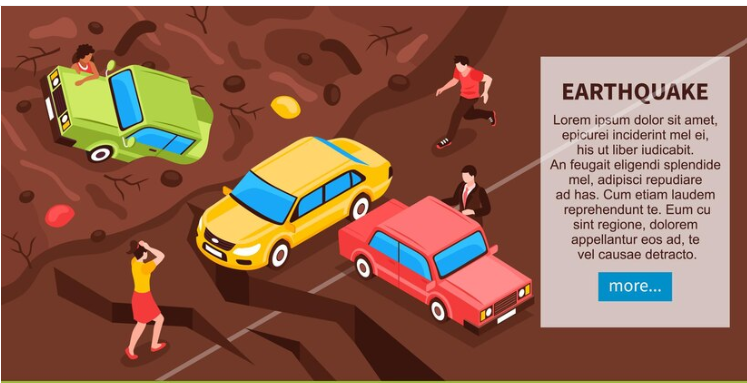 EARTHQUAKE
Lorem ipsum dolor sit amet,
epicurei inciderint mel ei,
his ut liber iudicabit.
An feugait eligendi splendide
mel, adipisci repudiare
ad has. Cum etiam laudem
reprehendunt te. Eum cu
sint regione, dolorem
appellantur eos ad, te
vel causae detracto.
more...